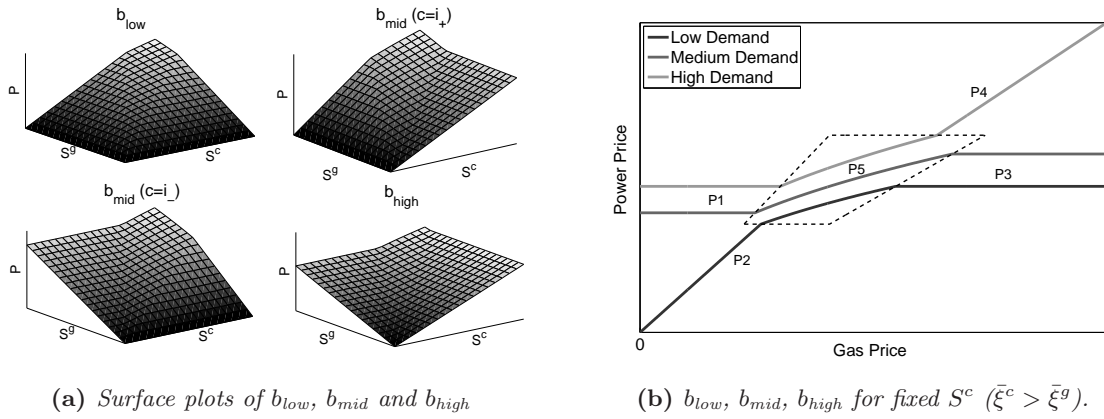 b_low
b_mid (c=i_+)
P
S^g
S^c
P
S^g
S^c
b_mid (c=i_-)
b_high
P
S^g
S^c
P
S^g
S^c
(a) Surface plots of b_low, b_mid and b_high
Low Demand
Medium Demand
High Demand
P4
P5
P1
P3
P2
Power Price
0
Gas Price
(b) b_low, b_mid, b_high for fixed S^c (ξ̄^c > ξ̄^g).